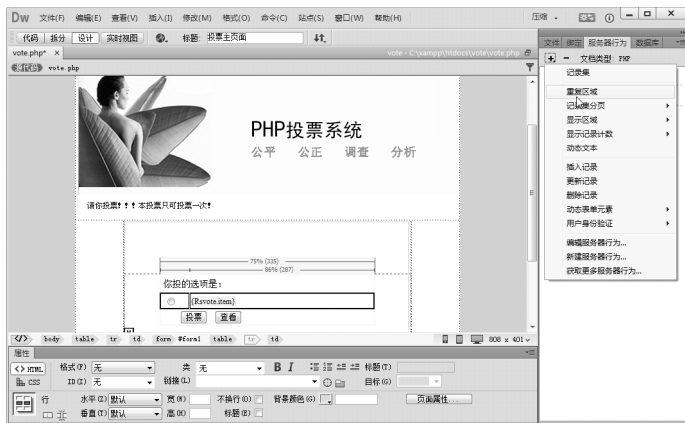 Dw 文件(F) 编辑(E) 查看(V) 插入(I) 修改(M) 格式(O) 命令(C) 站点(S) 窗口(W) 帮助(H) 压缩
代码 拆分 设计 实时视图 标题: 投票主页面
vote.php* × vote - C:\xampp\htdocs\vote\vote.php
源代码 vote.php
PHP投票系统
公平 公正 调查 分析
请你投票！！！本投票只可投票一次！
75% (335)
86% (287)
你投的选项是：
{Rsvote.item}
投票 查看
</> body table tr td form #form1 table tr td 808 x 401
属性
<> HTML 格式(F) 无 类 无 B I 标题(T)
CSS ID(I) 无 链接(L) 目标(G)
行 水平(Z) 默认 宽(W) 不换行(O) 背景颜色(G) 页面属性...
垂直(T) 默认 高(H) 标题(E)
文件 绑定 服务器行为 数据库
+ − 文档类型: PHP
记录集
重复区域
记录集分页
显示区域
显示记录计数
动态文本
插入记录
更新记录
删除记录
动态表单元素
用户身份验证
编辑服务器行为...
新建服务器行为...
获取更多服务器行为...